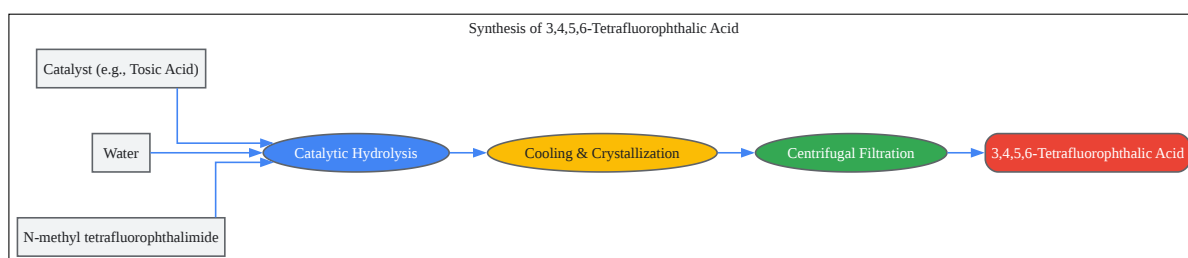 Synthesis of 3,4,5,6-Tetrafluorophthalic Acid
Catalyst (e.g., Tosic Acid)
Water
Catalytic Hydrolysis
Cooling & Crystallization
Centrifugal Filtration
3,4,5,6-Tetrafluorophthalic Acid
N-methyl tetrafluorophthalimide